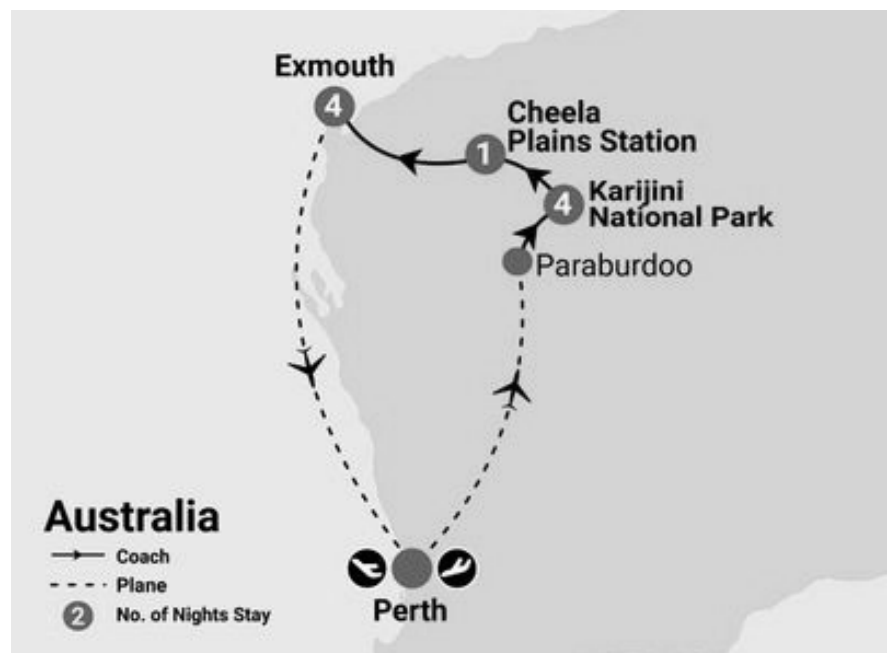 Exmouth
4
Cheela
Plains Station
1
Karijini
National Park
4
Paraburdoo
Australia
Coach
Plane
2 No. of Nights Stay
Perth